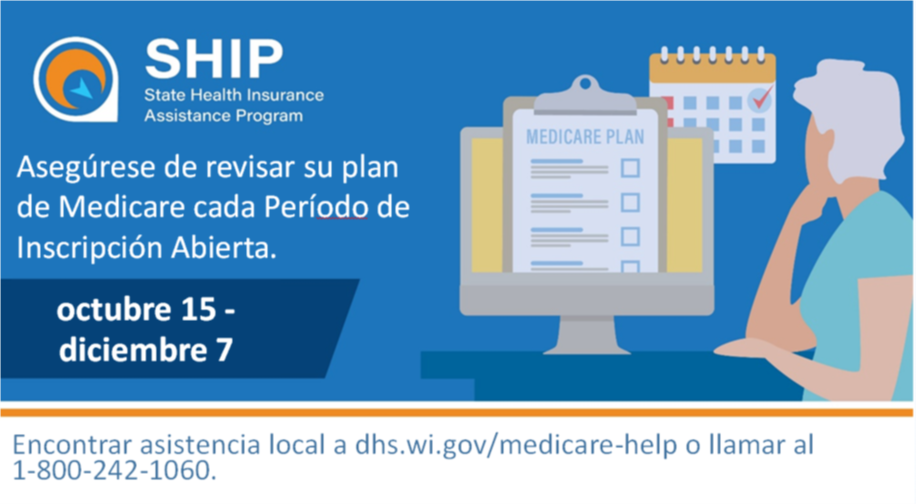 SHIP
State Health Insurance
Assistance Program
Asegúrese de revisar su plan
de Medicare cada Período de
Inscripción Abierta.
octubre 15 -
diciembre 7
MEDICARE PLAN
Encontrar asistencia local a dhs.wi.gov/medicare-help o llamar al
1-800-242-1060.